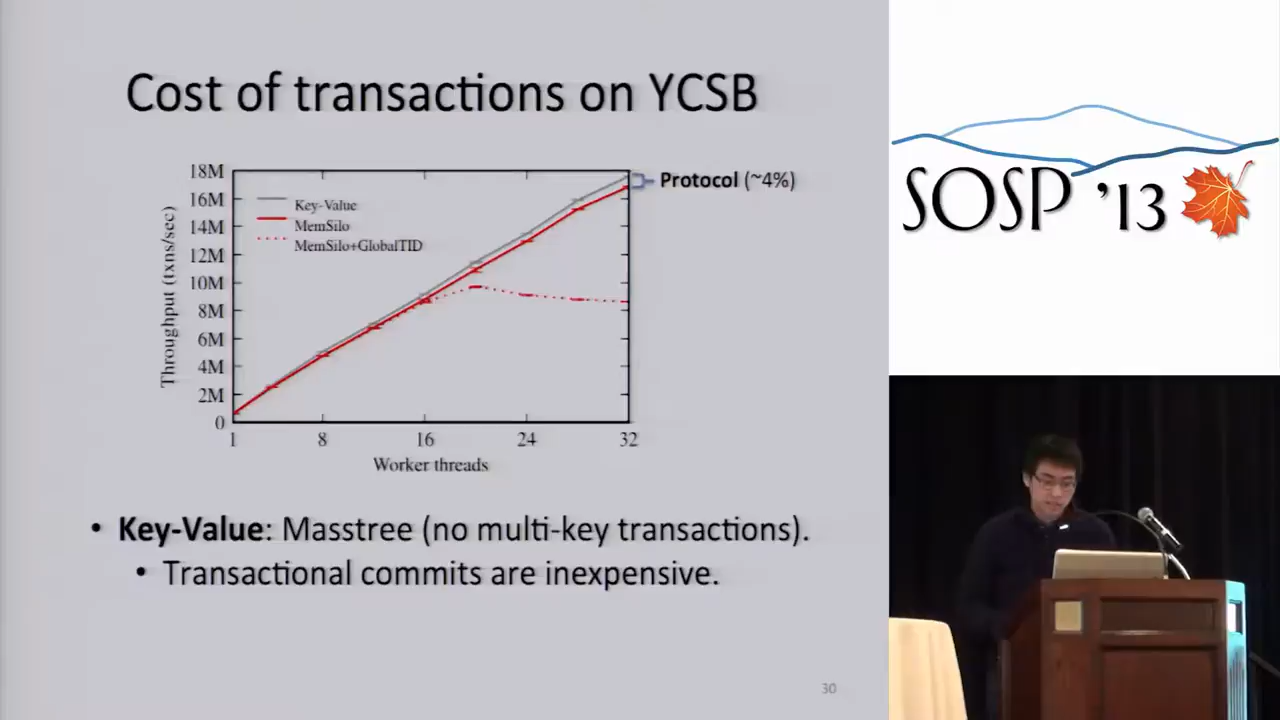 Cost of transactions on YCSB
18M
16M
14M
12M
10M
8M
6M
4M
2M
0
Throughput (txns/sec)
Key-Value
MemSilo
MemSilo+GlobalTID
Protocol (~4%)
1 8 16 24 32
Worker threads
• Key-Value: Masstree (no multi-key transactions).
• Transactional commits are inexpensive.
30
SOSP '13